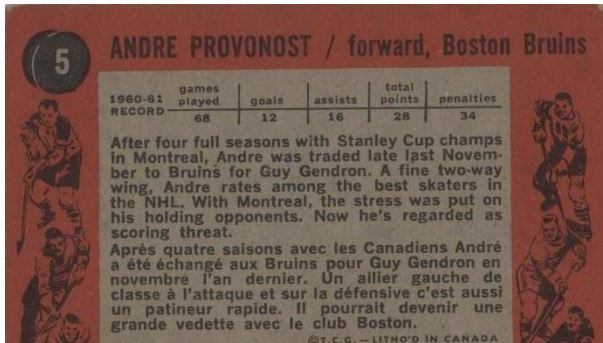 5
ANDRE PROVONOST / forward, Boston Bruins
1960-61 RECORD
games played goals assists total points penalties
68 12 16 28 34
After four full seasons with Stanley Cup champs
in Montreal, Andre was traded late last Novem-
ber to Bruins for Guy Gendron. A fine two-way
wing, Andre rates among the best skaters in
the NHL. With Montreal, the stress was put on
his holding opponents. Now he's regarded as
scoring threat.
Après quatre saisons avec les Canadiens André
a été échangé aux Bruins pour Guy Gendron en
novembre l'an dernier. Un ailier gauche de
classe à l'attaque et sur la défensive c'est aussi
un patineur rapide. Il pourrait devenir une
grande vedette avec le club Boston.
©T.C.G.—LITHO'D IN CANADA